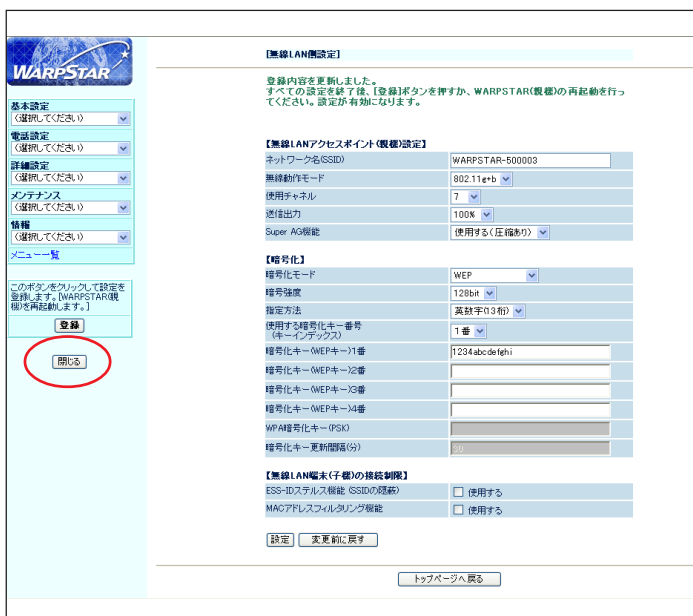 WARPSTAR
基本設定
(選択してください)
電話設定
(選択してください)
詳細設定
(選択してください)
メンテナンス
(選択してください)
情報
(選択してください)
メニュー一覧
このボタンをクリックして設定を
登録します。[WARPSTAR(親
機)を再起動します。]
登録
閉じる
【無線LAN側設定】
登録内容を更新しました。
すべての設定を終了後、[登録]ボタンを押すか、WARPSTAR(親機)の再起動を行っ
てください。設定が有効になります。
【無線LANアクセスポイント(親機)設定】
ネットワーク名(SSID) WARPSTAR-500003
無線動作モード 802.11g+b
使用チャネル 7
送信出力 100%
Super AG機能 使用する(圧縮あり)
【暗号化】
暗号化モード WEP
暗号強度 128bit
指定方法 英数字(13桁)
使用する暗号化キー番号
(キーインデックス) 1番
暗号化キー(WEPキー)1番 1234abcdefghi
暗号化キー(WEPキー)2番
暗号化キー(WEPキー)3番
暗号化キー(WEPキー)4番
WPA暗号化キー(PSK)
暗号化キー更新間隔(分) 30
【無線LAN端末(子機)の接続制限】
ESS-IDステルス機能(SSIDの隠蔽) 使用する
MACアドレスフィルタリング機能 使用する
設定 変更前に戻す
トップページへ戻る